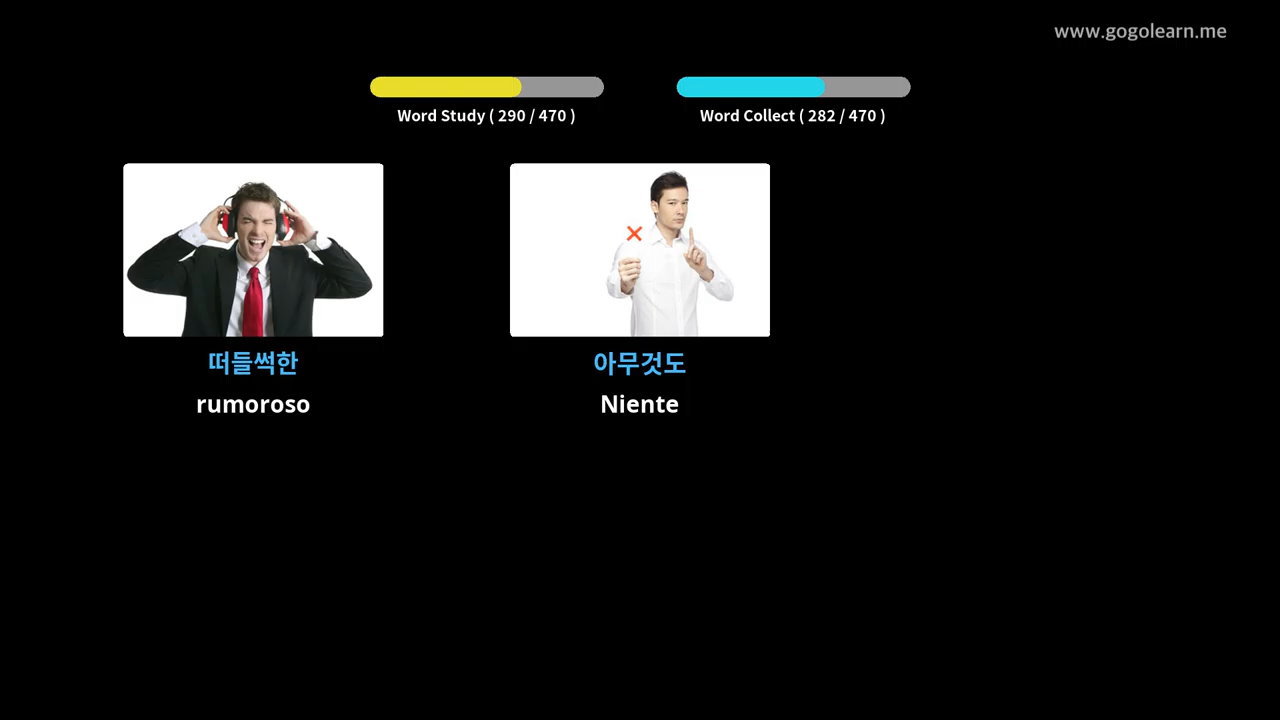 www.gogolearn.me
Word Study ( 290 / 470 )
Word Collect ( 282 / 470 )
떠들썩한
아무것도
rumoroso
Niente